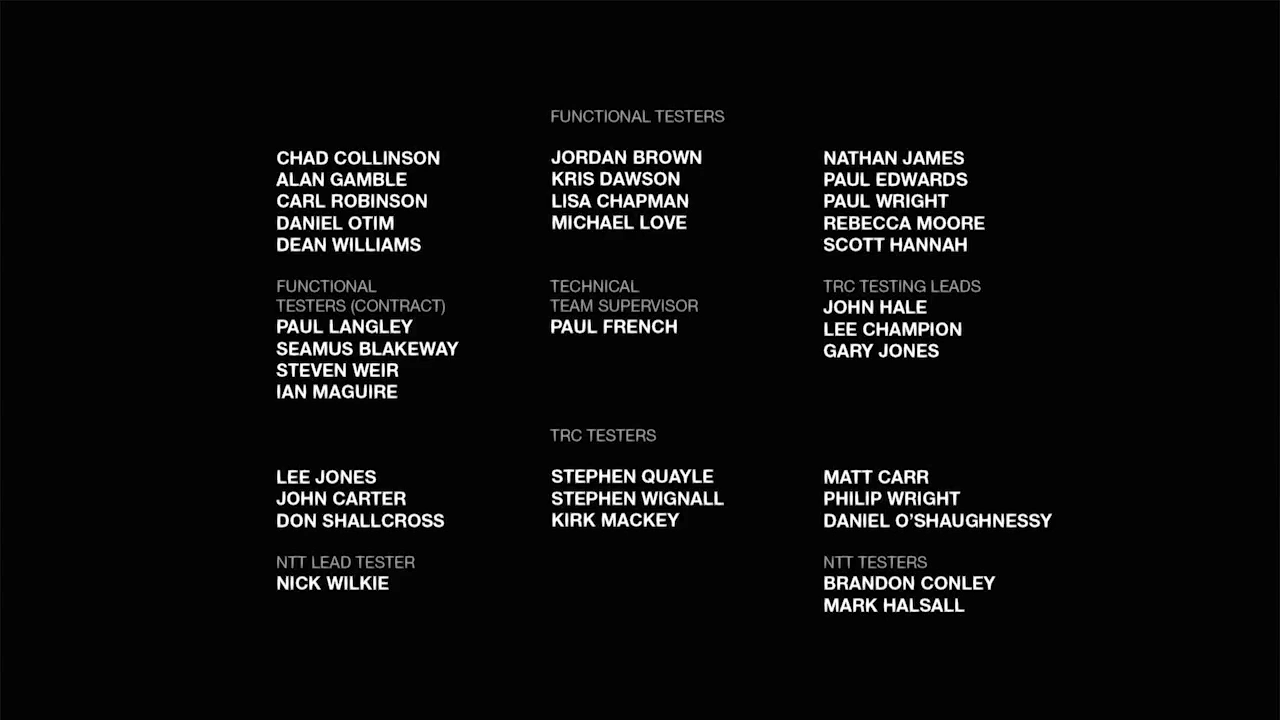 FUNCTIONAL TESTERS
CHAD COLLINSON
ALAN GAMBLE
CARL ROBINSON
DANIEL OTIM
DEAN WILLIAMS
JORDAN BROWN
KRIS DAWSON
LISA CHAPMAN
MICHAEL LOVE
NATHAN JAMES
PAUL EDWARDS
PAUL WRIGHT
REBECCA MOORE
SCOTT HANNAH
FUNCTIONAL
TESTERS (CONTRACT)
PAUL LANGLEY
SEAMUS BLAKEWAY
STEVEN WEIR
IAN MAGUIRE
TECHNICAL
TEAM SUPERVISOR
PAUL FRENCH
TRC TESTING LEADS
JOHN HALE
LEE CHAMPION
GARY JONES
TRC TESTERS
LEE JONES
JOHN CARTER
DON SHALLCROSS
STEPHEN QUAYLE
STEPHEN WIGNALL
KIRK MACKEY
MATT CARR
PHILIP WRIGHT
DANIEL O’SHAUGHNESSY
NTT LEAD TESTER
NICK WILKIE
NTT TESTERS
BRANDON CONLEY
MARK HALSALL